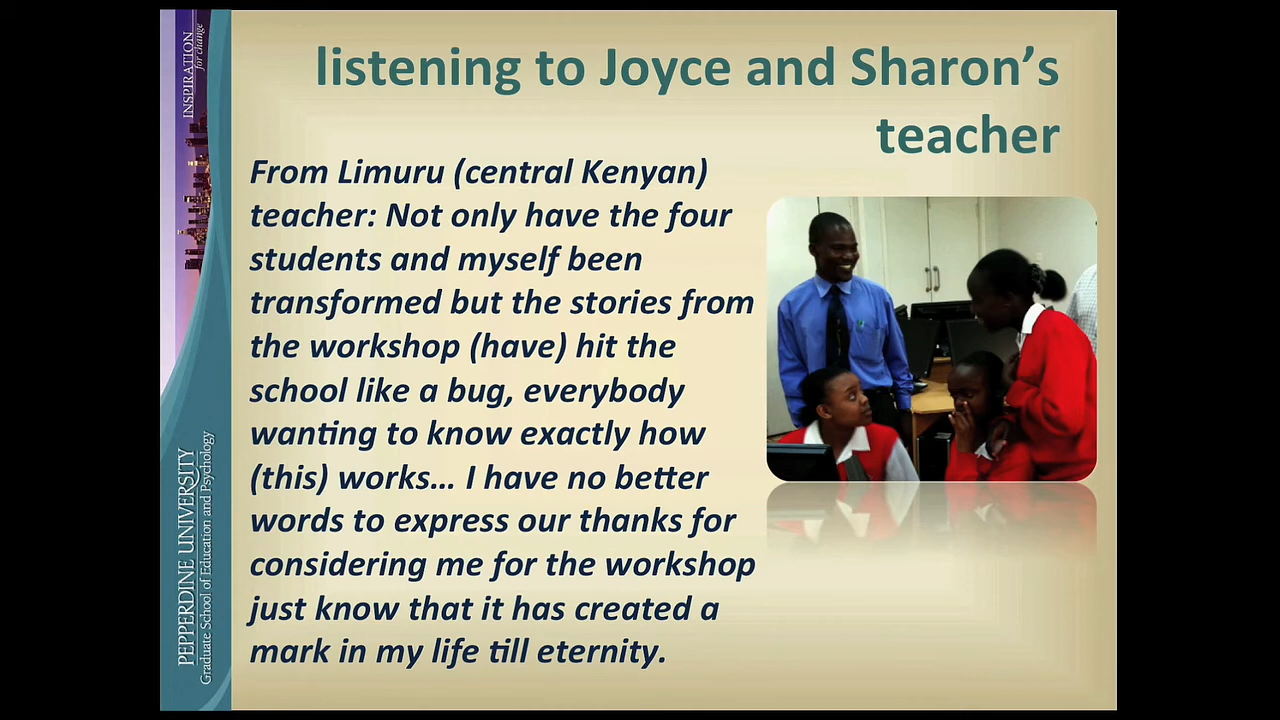 listening to Joyce and Sharon’s
teacher
From Limuru (central Kenyan)
teacher: Not only have the four
students and myself been
transformed but the stories from
the workshop (have) hit the
school like a bug, everybody
wanting to know exactly how
(this) works... I have no better
words to express our thanks for
considering me for the workshop
just know that it has created a
mark in my life till eternity.
INSPIRATION
for change
PEPPERDINE UNIVERSITY
Graduate School of Education and Psychology